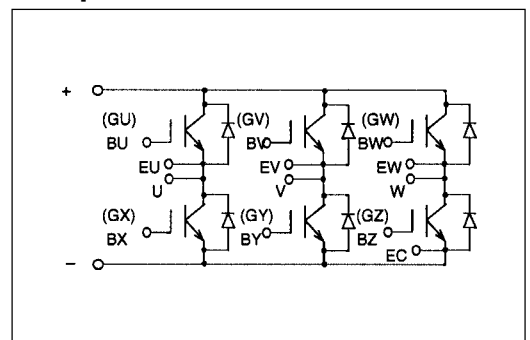 +
(GU) (GV) (GW)
BU BV BW
EU EV EW
U V W
(GX) (GY) (GZ)
BX BY BZ
EC
−